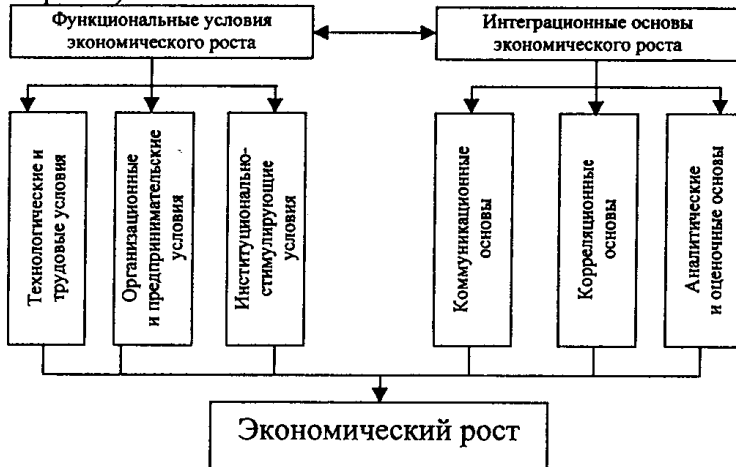 Функциональные условия
экономического роста
Интеграционные основы
экономического роста
Технологические и
трудовые условия
Организационные
и предпринимательские
условия
Институционально-
стимулирующие
условия
Коммуникационные
основы
Корреляционные
основы
Аналитические
и оценочные основы
Экономический рост